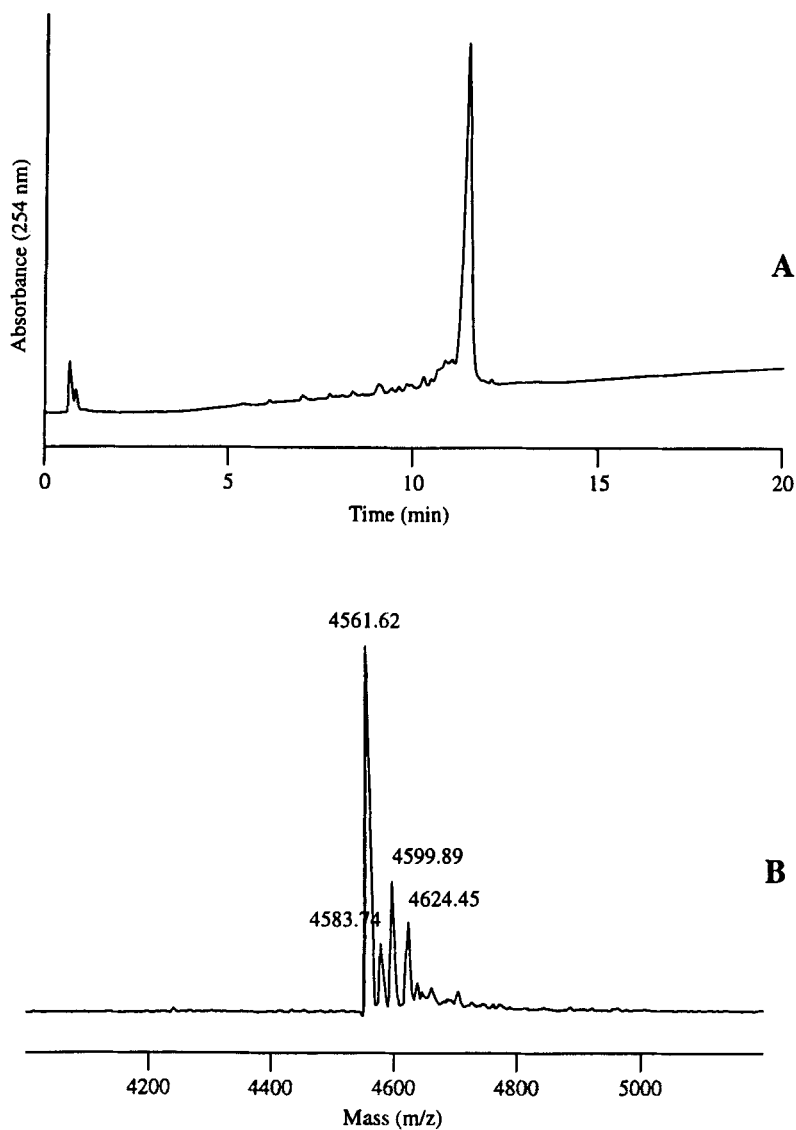 Absorbance (254 nm)
A
0 5 10 15 20
Time (min)
4561.62
4599.89
B
4583.74 4624.45
4200 4400 4600 4800 5000
Mass (m/z)